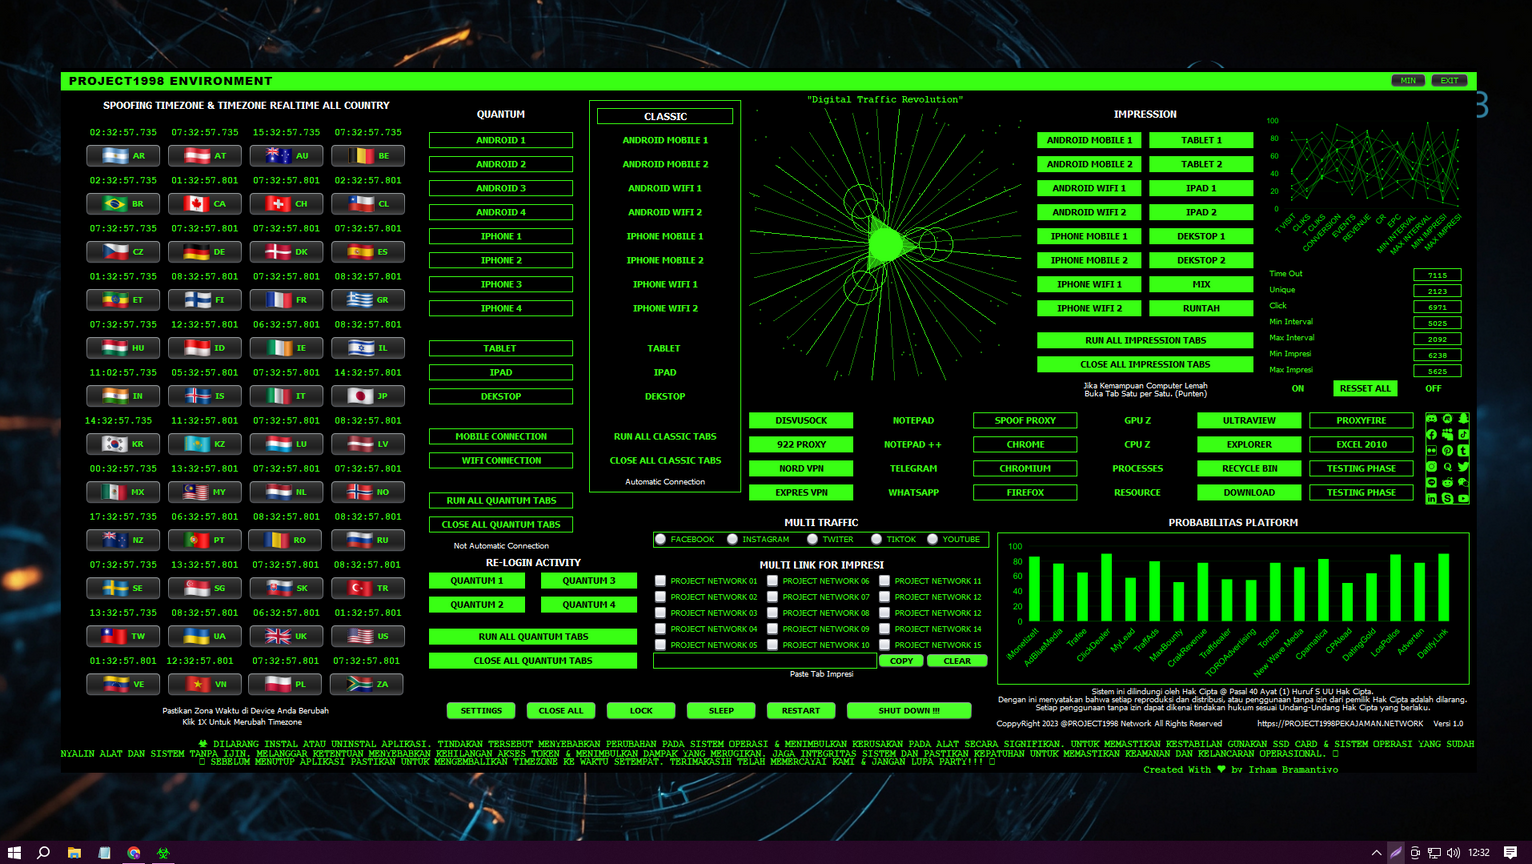 PROJECT1998 ENVIRONMENT
MIN EXIT
SPOOFING TIMEZONE & TIMEZONE REALTIME ALL COUNTRY
02:32:57.735 07:32:57.735 15:32:57.735 07:32:57.735
AR AT AU BE
02:32:57.735 01:32:57.801 07:32:57.801 02:32:57.801
BR CA CH CL
07:32:57.735 07:32:57.801 07:32:57.801 07:32:57.801
CZ DE DK ES
01:32:57.735 08:32:57.801 07:32:57.801 08:32:57.801
ET FI FR GR
07:32:57.735 12:32:57.801 06:32:57.801 08:32:57.801
HU ID IE IL
11:02:57.735 05:32:57.801 07:32:57.801 14:32:57.801
IN IS IT JP
14:32:57.735 11:32:57.801 07:32:57.801 08:32:57.801
KR KZ LU LV
00:32:57.735 13:32:57.801 07:32:57.801 07:32:57.801
MX MY NL NO
17:32:57.735 06:32:57.801 08:32:57.801 08:32:57.801
NZ PT RO RU
07:32:57.735 13:32:57.801 07:32:57.801 08:32:57.801
SE SG SK TR
13:32:57.735 08:32:57.801 06:32:57.801 01:32:57.801
TW UA UK US
01:32:57.801 12:32:57.801 07:32:57.801 07:32:57.801
VE VN PL ZA
Pastikan Zona Waktu di Device Anda Berubah
Klik 1X Untuk Merubah Timezone
QUANTUM
ANDROID 1
ANDROID 2
ANDROID 3
ANDROID 4
IPHONE 1
IPHONE 2
IPHONE 3
IPHONE 4
TABLET
IPAD
DEKSTOP
MOBILE CONNECTION
WIFI CONNECTION
RUN ALL QUANTUM TABS
CLOSE ALL QUANTUM TABS
Not Automatic Connection
RE-LOGIN ACTIVITY
QUANTUM 1 QUANTUM 3
QUANTUM 2 QUANTUM 4
RUN ALL QUANTUM TABS
CLOSE ALL QUANTUM TABS
CLASSIC
ANDROID MOBILE 1
ANDROID MOBILE 2
ANDROID WIFI 1
ANDROID WIFI 2
IPHONE MOBILE 1
IPHONE MOBILE 2
IPHONE WIFI 1
IPHONE WIFI 2
TABLET
IPAD
DEKSTOP
RUN ALL CLASSIC TABS
CLOSE ALL CLASSIC TABS
Automatic Connection
"Digital Traffic Revolution"
IMPRESSION
ANDROID MOBILE 1 TABLET 1
ANDROID MOBILE 2 TABLET 2
ANDROID WIFI 1 IPAD 1
ANDROID WIFI 2 IPAD 2
IPHONE MOBILE 1 DEKSTOP 1
IPHONE MOBILE 2 DEKSTOP 2
IPHONE WIFI 1 MIX
IPHONE WIFI 2 RUNTAH
RUN ALL IMPRESSION TABS
CLOSE ALL IMPRESSION TABS
Jika Kemampuan Computer Lemah
Buka Tab Satu per Satu. (Punten)
100
80
60
40
20
0
T VISIT CLIKS T CLIKS CONVERSION EVENTS REVENUE CR EPC MIN INTERVAL MAX INTERVAL MIN IMPRESI MAX IMPRESI
Time Out 7115
Unique 2123
Click 6971
Min Interval 5025
Max Interval 2092
Min Impresi 6238
Max Impresi 5625
ON RESSET ALL OFF
DISVUSOCK NOTEPAD SPOOF PROXY GPU Z ULTRAVIEW PROXYFIRE
922 PROXY NOTEPAD ++ CHROME CPU Z EXPLORER EXCEL 2010
NORD VPN TELEGRAM CHROMIUM PROCESSES RECYCLE BIN TESTING PHASE
EXPRES VPN WHATSAPP FIREFOX RESOURCE DOWNLOAD TESTING PHASE
MULTI TRAFFIC
FACEBOOK INSTAGRAM TWITER TIKTOK YOUTUBE
MULTI LINK FOR IMPRESI
PROJECT NETWORK 01 PROJECT NETWORK 06 PROJECT NETWORK 11
PROJECT NETWORK 02 PROJECT NETWORK 07 PROJECT NETWORK 12
PROJECT NETWORK 03 PROJECT NETWORK 08 PROJECT NETWORK 12
PROJECT NETWORK 04 PROJECT NETWORK 09 PROJECT NETWORK 14
PROJECT NETWORK 05 PROJECT NETWORK 10 PROJECT NETWORK 15
COPY CLEAR
Paste Tab Impresi
SETTINGS CLOSE ALL LOCK SLEEP RESTART SHUT DOWN !!!
PROBABILITAS PLATFORM
100
80
60
40
20
0
iMonetizeIt AdBlueMedia Trafee ClickDealer MyLead TraffAds MaxBounty CrakRevenue Trafficdealer TOROAdvertising Torazo New Wave Media Cpamatica CPAlead DatingGold LosPollos Adverten DatifyLink
Sistem ini dilindungi oleh Hak Cipta @ Pasal 40 Ayat (1) Huruf S UU Hak Cipta.
Dengan ini menyatakan bahwa setiap reproduksi dan distribusi, atau penggunaan tanpa izin dari pemilik Hak Cipta adalah dilarang.
Setiap penggunaan tanpa izin dapat dikenai tindakan hukum sesuai Undang-Undang Hak Cipta yang berlaku.
CoppyRight 2023 @PROJECT1998 Network All Rights Reserved https://PROJECT1998PEKAJAMAN.NETWORK Versi 1.0
DILARANG INSTAL ATAU UNINSTAL APLIKASI. TINDAKAN TERSEBUT MENYEBABKAN PERUBAHAN PADA SISTEM OPERASI & MENIMBULKAN KERUSAKAN PADA ALAT SECARA SIGNIFIKAN. UNTUK MEMASTIKAN KESTABILAN GUNAKAN SSD CARD & SISTEM OPERASI YANG SUDAH
NYALIN ALAT DAN SISTEM TANPA IJIN. MELANGGAR KETENTUAN MENYEBABKAN KEHILANGAN AKSES TOKEN & MENIMBULKAN DAMPAK YANG MERUGIKAN. JAGA INTEGRITAS SISTEM DAN PASTIKAN KEPATUHAN UNTUK MEMASTIKAN KEAMANAN DAN KELANCARAN OPERASIONAL.
SEBELUM MENUTUP APLIKASI PASTIKAN UNTUK MENGEMBALIKAN TIMEZONE KE WAKTU SETEMPAT. TERIMAKASIH TELAH MEMERCAYAI KAMI & JANGAN LUPA PARTY!!!
Created With ♥ by Irham Bramantiyo
12:32